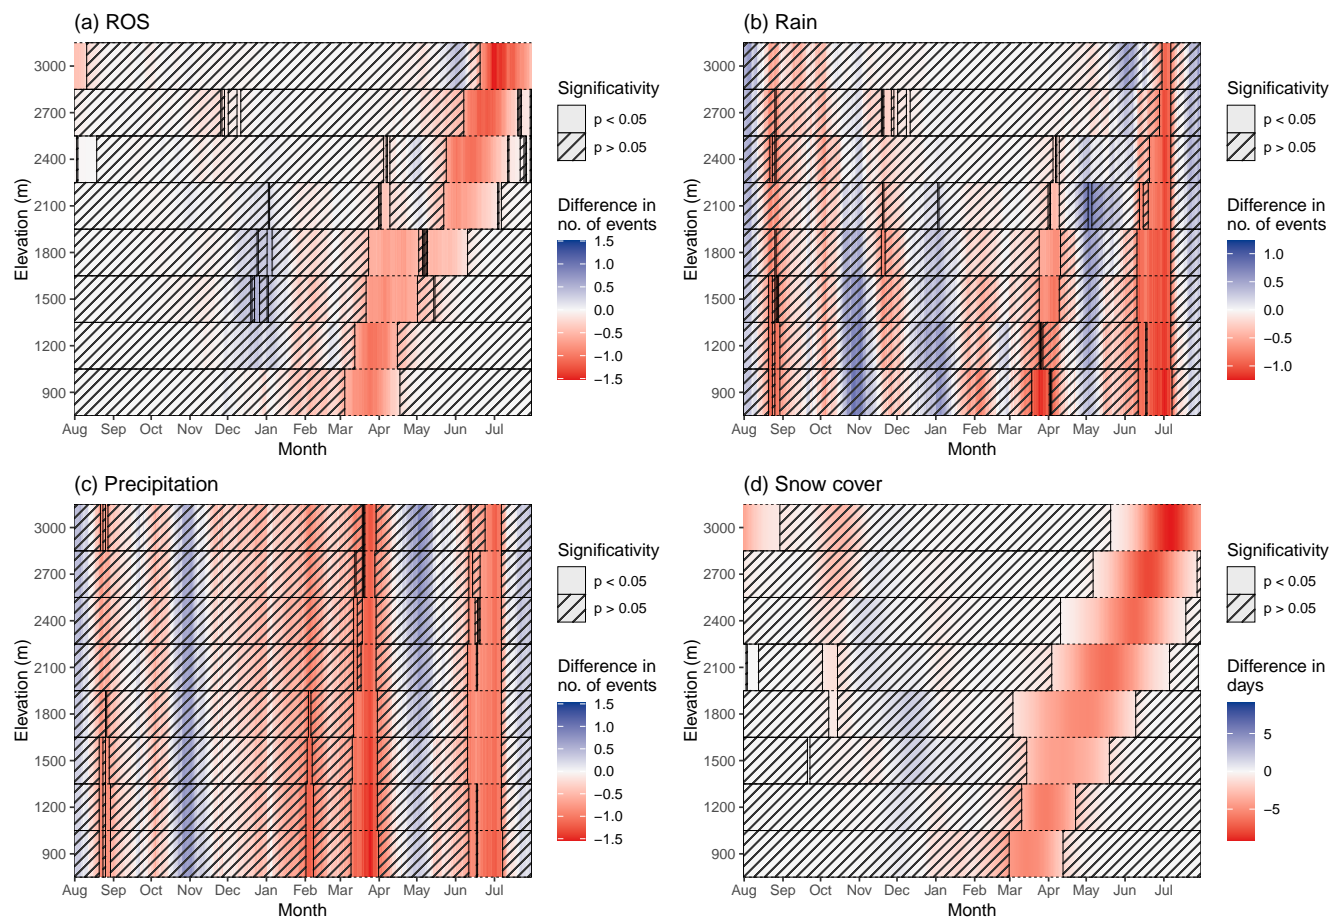 (a) ROS
Elevation (m)
3000
2700
2400
2100
1800
1500
1200
900
Aug Sep Oct Nov Dec Jan Feb Mar Apr May Jun Jul
Month
Significativity
p < 0.05
p > 0.05
Difference in
no. of events
1.5
1.0
0.5
0.0
−0.5
−1.0
−1.5
(b) Rain
Elevation (m)
3000
2700
2400
2100
1800
1500
1200
900
Aug Sep Oct Nov Dec Jan Feb Mar Apr May Jun Jul
Month
Significativity
p < 0.05
p > 0.05
Difference in
no. of events
1.0
0.5
0.0
−0.5
−1.0
(c) Precipitation
Elevation (m)
3000
2700
2400
2100
1800
1500
1200
900
Aug Sep Oct Nov Dec Jan Feb Mar Apr May Jun Jul
Month
Significativity
p < 0.05
p > 0.05
Difference in
no. of events
1.5
1.0
0.5
0.0
−0.5
−1.0
−1.5
(d) Snow cover
Elevation (m)
3000
2700
2400
2100
1800
1500
1200
900
Aug Sep Oct Nov Dec Jan Feb Mar Apr May Jun Jul
Month
Significativity
p < 0.05
p > 0.05
Difference in
days
5
0
−5